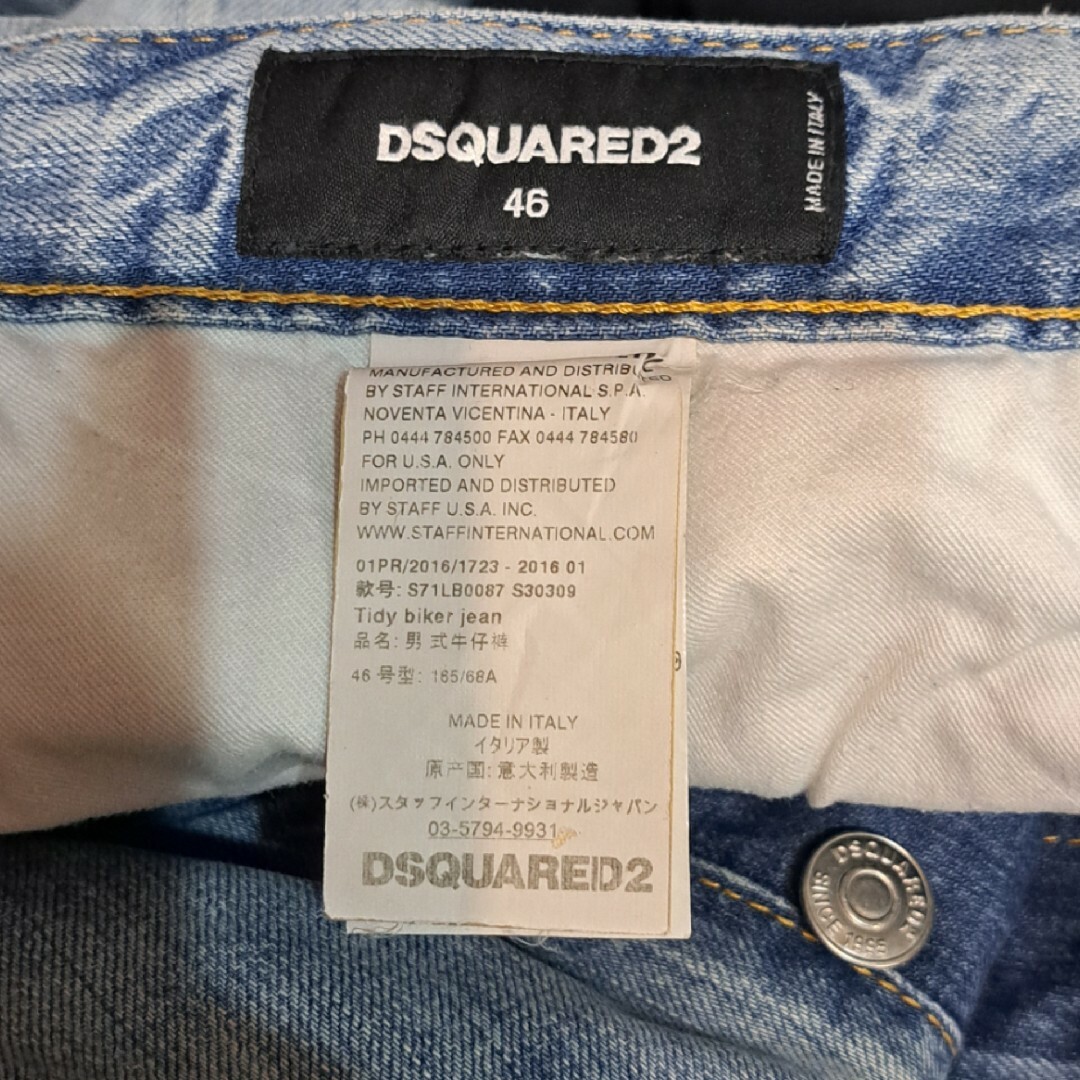 DSQUARED2
46
MADE IN ITALY
MANUFACTURED AND DISTRIBU
BY STAFF INTERNATIONAL S.P.A.
NOVENTA VICENTINA - ITALY
PH 0444 784500 FAX 0444 784580
FOR U.S.A. ONLY
IMPORTED AND DISTRIBUTED
BY STAFF U.S.A. INC.
WWW.STAFFINTERNATIONAL.COM
01PR/2016/1723 - 2016 01
款号: S71LB0087 S30309
Tidy biker jean
品名: 男式牛仔裤
46 号型: 165/68A
MADE IN ITALY
イタリア製
原产国: 意大利製造
(株)スタッフインターナショナルジャパン
03-5794-9931
DSQUARED2
DSQUARED2
SINCE 1995